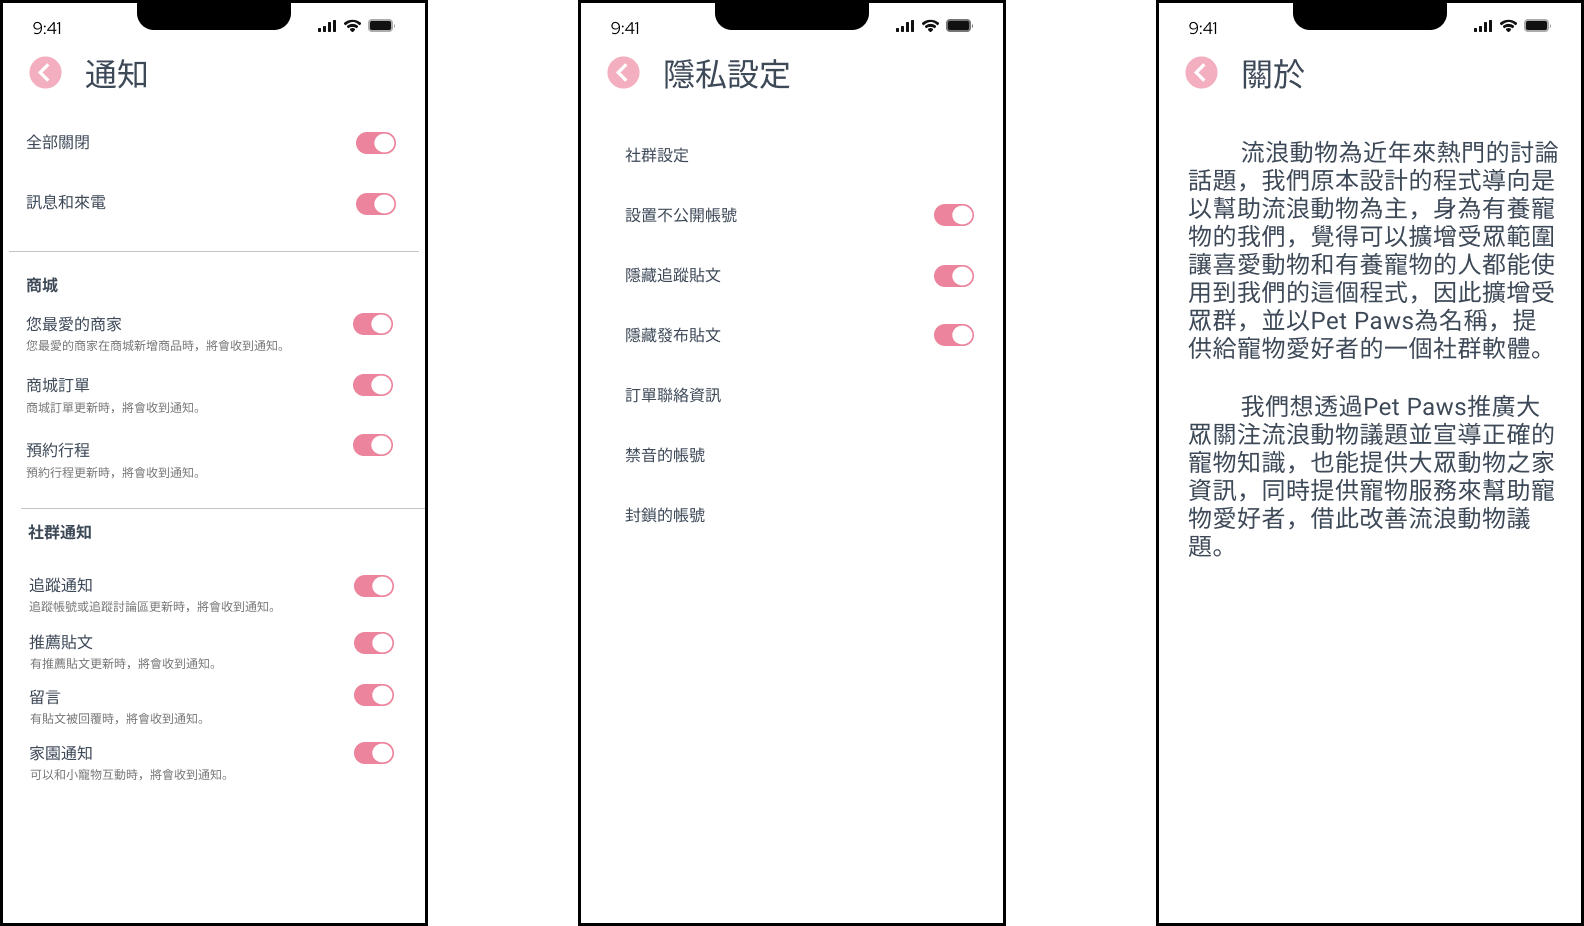 9:41
通知
全部關閉
訊息和來電
商城
您最愛的商家
您最愛的商家在商城新增商品時，將會收到通知。
商城訂單
商城訂單更新時，將會收到通知。
預約行程
預約行程更新時，將會收到通知。
社群通知
追蹤通知
追蹤帳號或追蹤討論區更新時，將會收到通知。
推薦貼文
有推薦貼文更新時，將會收到通知。
留言
有貼文被回覆時，將會收到通知。
家園通知
可以和小寵物互動時，將會收到通知。
9:41
隱私設定
社群設定
設置不公開帳號
隱藏追蹤貼文
隱藏發布貼文
訂單聯絡資訊
禁音的帳號
封鎖的帳號
9:41
關於
流浪動物為近年來熱門的討論
話題，我們原本設計的程式導向是
以幫助流浪動物為主，身為有養寵
物的我們，覺得可以擴增受眾範圍
讓喜愛動物和有養寵物的人都能使
用到我們的這個程式，因此擴增受
眾群，並以Pet Paws為名稱，提
供給寵物愛好者的一個社群軟體。
我們想透過Pet Paws推廣大
眾關注流浪動物議題並宣導正確的
寵物知識，也能提供大眾動物之家
資訊，同時提供寵物服務來幫助寵
物愛好者，借此改善流浪動物議
題。